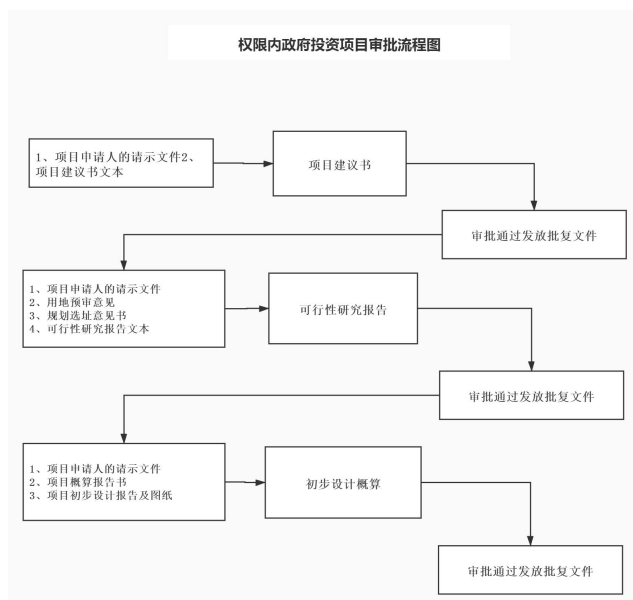 权限内政府投资项目审批流程图
1、项目申请人的请示文件2、
项目建议书文本
项目建议书
审批通过发放批复文件
1、项目申请人的请示文件
2、用地预审意见
3、规划选址意见书
4、可行性研究报告文本
可行性研究报告
审批通过发放批复文件
1、项目申请人的请示文件
2、项目概算报告书
3、项目初步设计报告及图纸
初步设计概算
审批通过发放批复文件